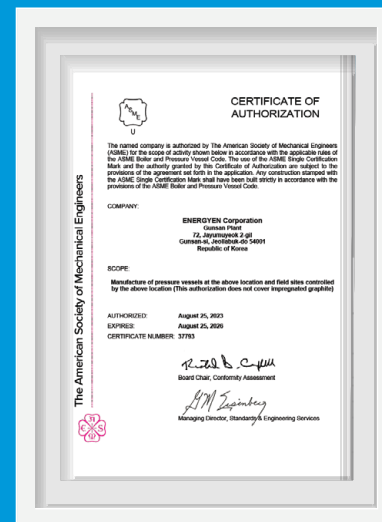 ASME
U
CERTIFICATE OF
AUTHORIZATION
The named company is authorized by The American Society of Mechanical Engineers
(ASME) for the scope of activity shown below in accordance with the applicable rules of
the ASME Boiler and Pressure Vessel Code. The use of the ASME Single Certification
Mark and the authority granted by this Certificate of Authorization are subject to the
provisions of the agreement set forth in the application. Any construction stamped with
the ASME Single Certification Mark shall have been built strictly in accordance with the
provisions of the ASME Boiler and Pressure Vessel Code.
COMPANY:
ENERGYEN Corporation
Gunsan Plant
72, Jayumuyeok 2-gil
Gunsan-si, Jeollabuk-do 54001
Republic of Korea
SCOPE:
Manufacture of pressure vessels at the above location and field sites controlled
by the above location (This authorization does not cover impregnated graphite)
AUTHORIZED: August 25, 2023
EXPIRES: August 25, 2026
CERTIFICATE NUMBER: 37793
Board Chair, Conformity Assessment
Managing Director, Standards & Engineering Services
The American Society of Mechanical Engineers